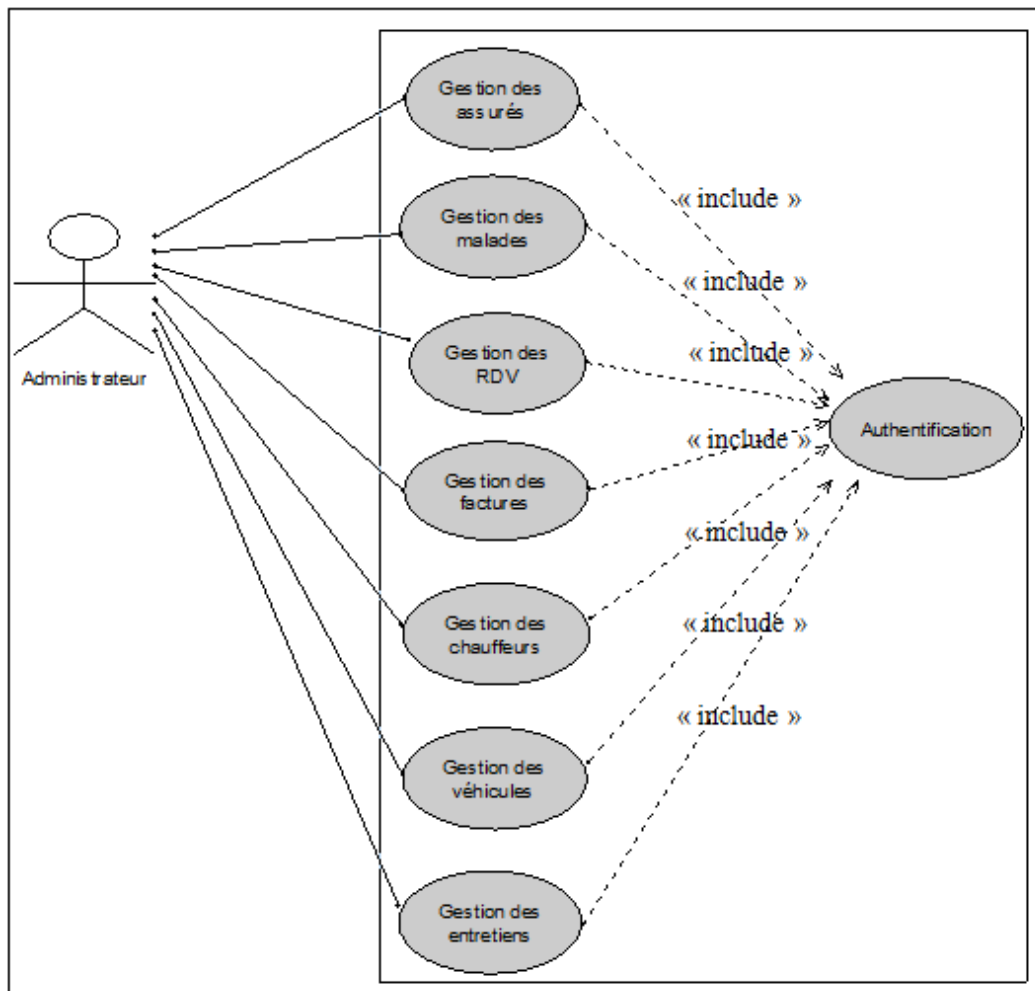 Gestion des
assurés
« include »
Gestion des
malades
« include »
Administrateur
Gestion des
RDV
« include »
Authentification
Gestion des
factures
« include »
Gestion des
chauffeurs
« include »
Gestion des
véhicules
« include »
Gestion des
entretiens
« include »